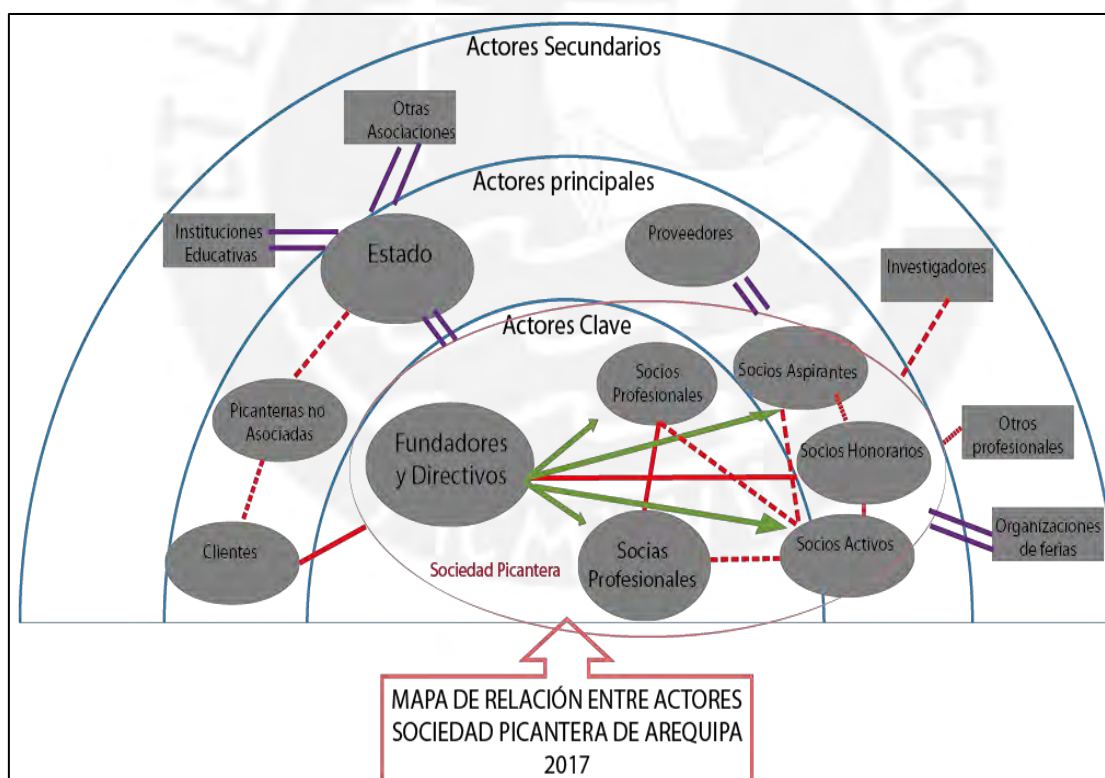 Actores Secundarios
Otras
Asociaciones
Actores principales
Instituciones
Educativas
Estado
Proveedores
Investigadores
Actores Clave
Socios
Profesionales
Socios Aspirantes
Picanterias no
Asociadas
Fundadores
y Directivos
Socios Honorarios
Otros
profesionales
Clientes
Sociedad Picantera
Socias
Profesionales
Socios Activos
Organizaciones
de ferias
MAPA DE RELACIÓN ENTRE ACTORES
SOCIEDAD PICANTERA DE AREQUIPA
2017